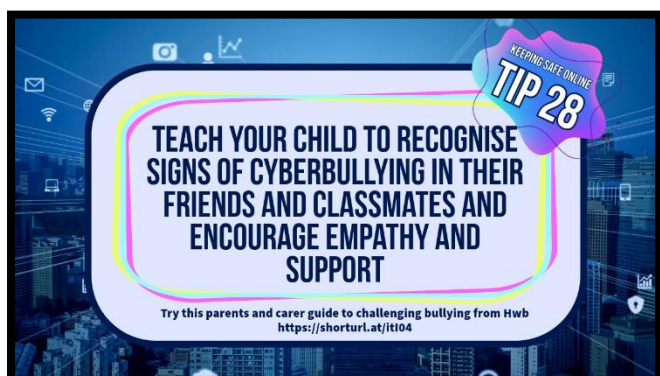 KEEPING SAFE ONLINE
TIP 28
TEACH YOUR CHILD TO RECOGNISE
SIGNS OF CYBERBULLYING IN THEIR
FRIENDS AND CLASSMATES AND
ENCOURAGE EMPATHY AND
SUPPORT
Try this parents and carer guide to challenging bullying from Hwb
https://shorturl.at/itI04